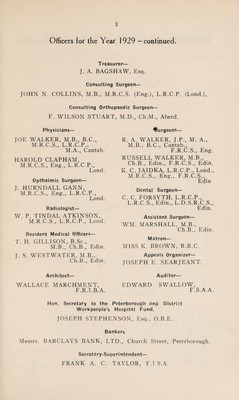 3
Officers for the Year 1929 — continued.
Treasurer—
J. A. BAGSHAW, Esq.
Consulting Surgeon—
JOHN N. COLLINS, M.B., M.R.C.S. (Eng.), L.R.C.P. (Lond.),
Consulting Orthopaedic Surgeon—
F. WILSON STUART, M.D., Ch.M., Aberd.
Physicians—
JOE WALKER, M.B., B.C.,
M.R.C.S., L.R.C.P.,
M.A., Cantab.
HAROLD CLAPHAM,
M.R.C.S., Eng., L.R.C.P.,
Lond.
Opthalmic Surgeon—
J. HURNDALL GANN,
M.R.C.S., Eng., L.R.C.P.,
Lond.
Radiologist—
W. P. TINDAL ATKINSON,
M.R.C.S., L.R.C.P., Lond.
Resident Medical Officers—
T. H. GILLISON, B.Sc.,
M.B., Ch.B., Edin.
J. S. WESTWATER, M.B.,
Ch.B., Edin.
Surgeons—
R. A. WALKER, J.P., M. A.,
M.B., B.C., Cantab.,
F.R.C.S., Eng.
RUSSELL WALKER, M.B.,
Ch.B., Edin., F.R.C.S., Edin.
K. C. JAIDKA, L.R.C.P., Lond.,
M.R.C.S., Eng., F.R.C.S.,
Edin
Dental Surgeon—
C. C. FORSYTH, L.R.C.P.,
L.R.C.S., Edin., L.D.S.R.C.S.,
Edin.
Assistant Surgeon—
WM. MARSHALL, M.B.,
Ch.B., Edin.
Matron—
MISS K. BROWN, R.R.C.
Appeals Organizer—
JOSEPH E. SEARJEANT.
Architect—
WALLACE MARCHMENT,
F.R.I.B.A.
Auditor—
EDWARD SWALLOW,
F.S.A.A.
Hon. Secretary to the Peterborough and District
Workpeople's Hospital Fund.
JOSEPH STEPHENSON, Esq., O.B.E.
Bankers
Messrs. BARCLAYS BANK, LTD., Church Street, Peterborough.
Secretary-Superintendent—
FRANK A. C. TAYLOR, F.I.S.A.